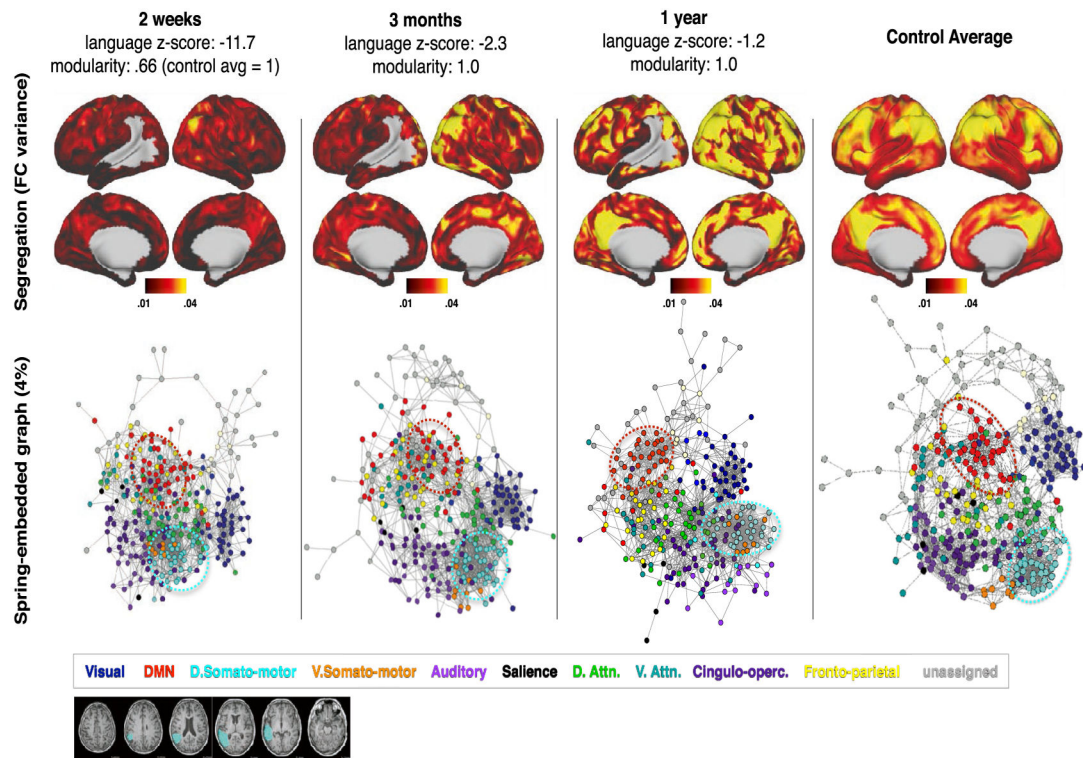 2 weeks
language z-score: -11.7
modularity: .66 (control avg = 1)
3 months
language z-score: -2.3
modularity: 1.0
1 year
language z-score: -1.2
modularity: 1.0
Control Average
Segregation (FC variance)
.01 .04
.01 .04
.01 .04
.01 .04
Spring-embedded graph (4%)
Visual DMN D.Somato-motor V.Somato-motor Auditory Salience D. Attn. V. Attn. Cingulo-operc. Fronto-parietal unassigned